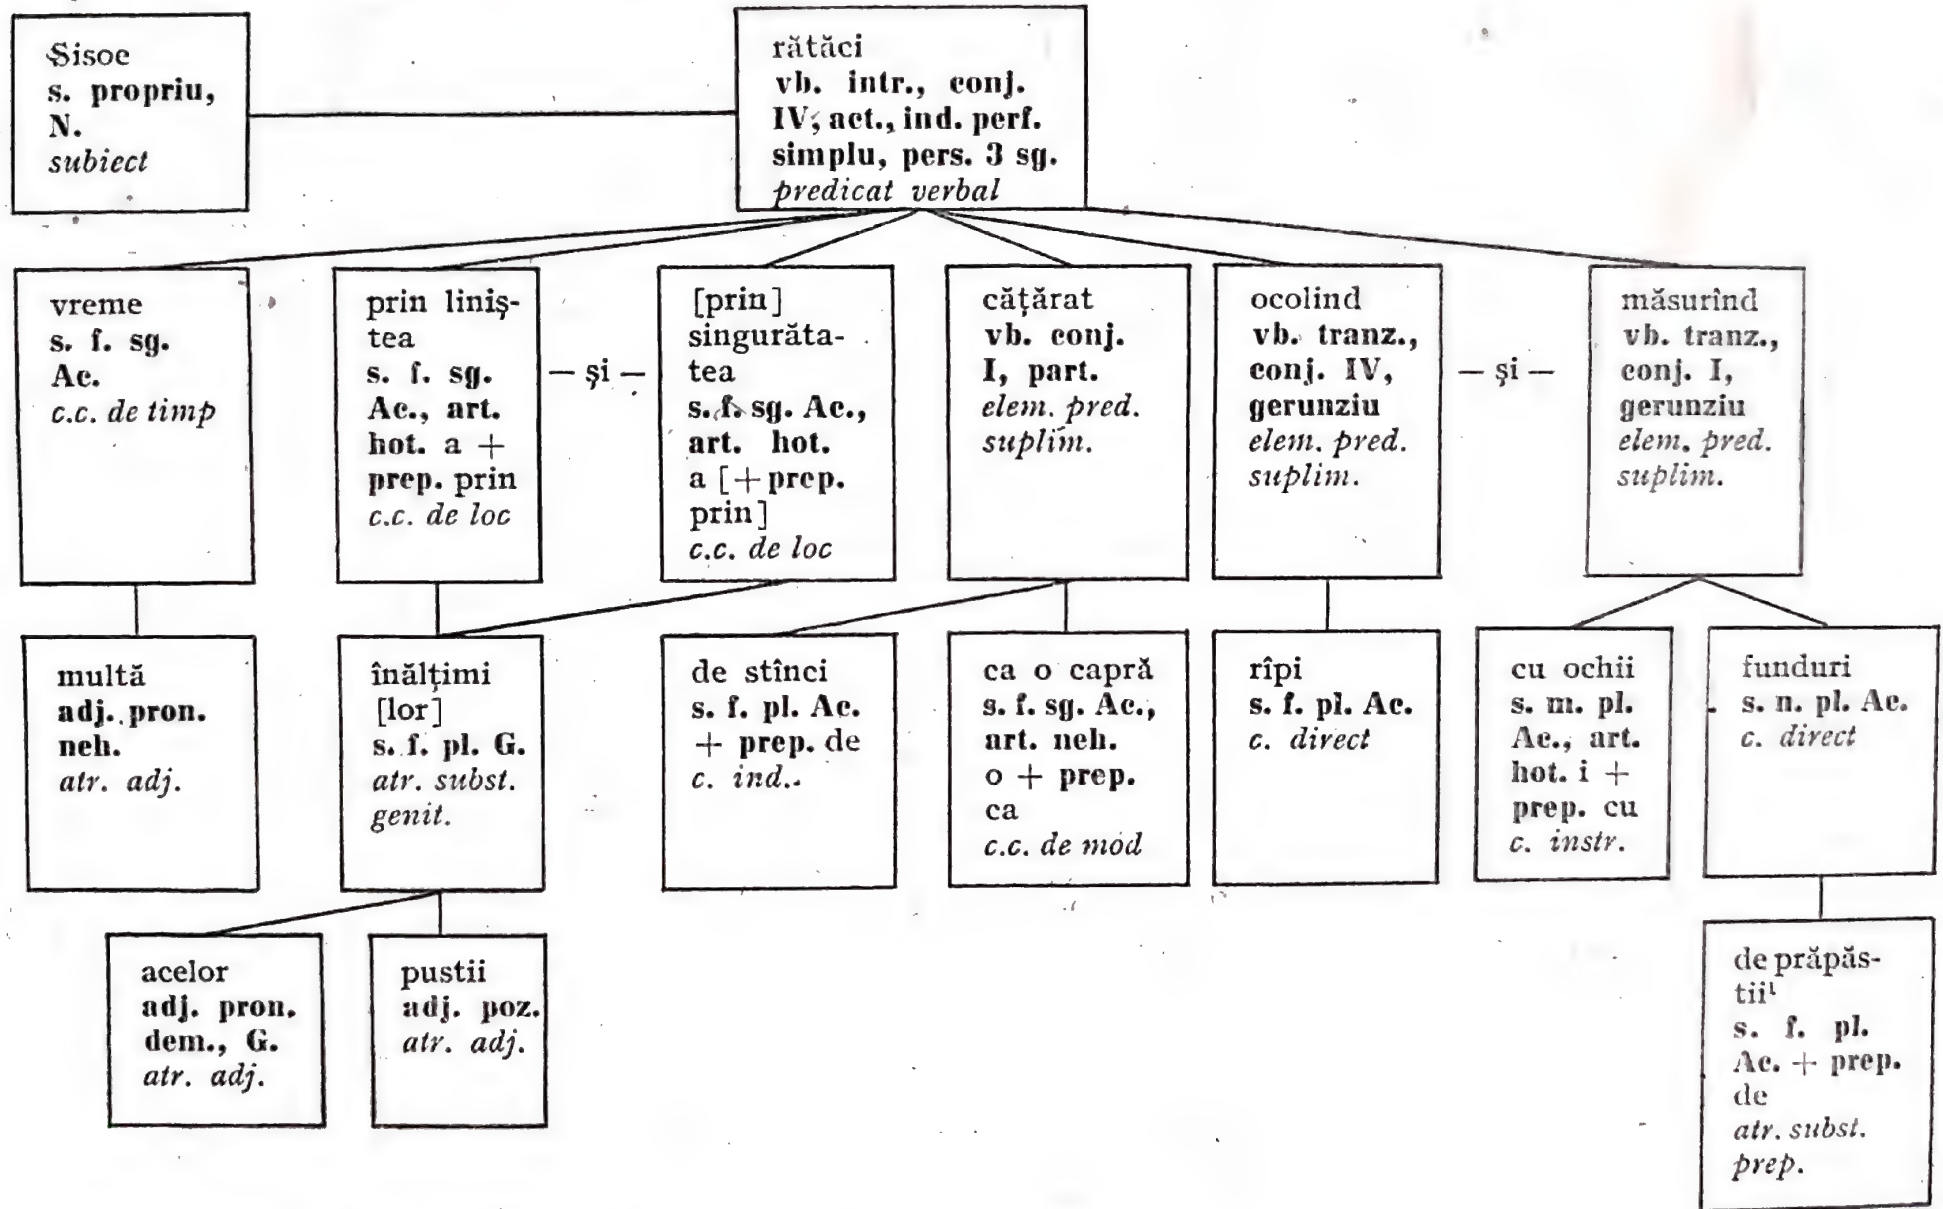 Sisoe
s. propriu,
N.
subiect
rătăci
vb. intr., conj.
IV, act., ind. perf.
simplu, pers. 3 sg.
predicat verbal
vreme
s. f. sg.
Ac.
c.c. de timp
prin liniş-
tea
s. f. sg.
Ac., art.
hot. a +
prep. prin
c.c. de loc
— şi —
[prin]
singurăta-
tea
s. f. sg. Ac.,
art. hot.
a [+prep.
prin]
c.c. de loc
căţărat
vb. conj.
I, part.
elem. pred.
suplim.
ocolind
vb. tranz.,
conj. IV,
gerunziu
elem. pred.
suplim.
— şi —
măsurînd
vb. tranz.,
conj. I,
gerunziu
elem. pred.
suplim.
multă
adj. pron.
neh.
atr. adj.
înălţimi
[lor]
s. f. pl. G.
atr. subst.
genit.
de stînci
s. f. pl. Ac.
+ prep. de
c. ind.
ca o capră
s. f. sg. Ac.,
art. neh.
o + prep.
ca
c.c. de mod
rîpi
s. f. pl. Ac.
c. direct
cu ochii
s. m. pl.
Ac., art.
hot. i +
prep. cu
c. instr.
funduri
s. n. pl. Ac.
c. direct
acelor
adj. pron.
dem., G.
atr. adj.
pustii
adj. poz.
atr. adj.
de prăpăs-
tii¹
s. f. pl.
Ac. + prep.
de
atr. subst.
prep.